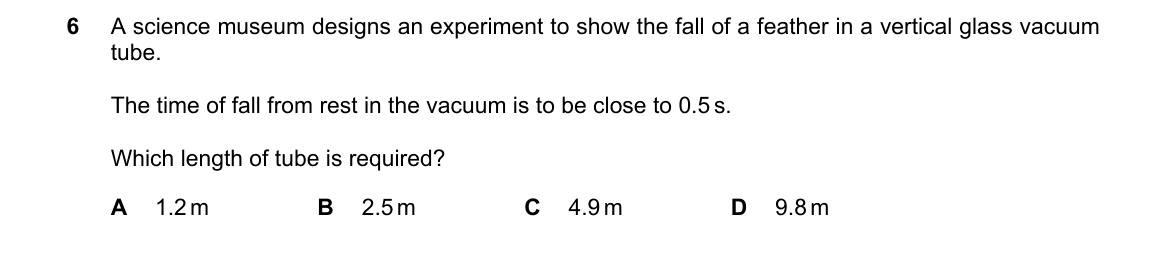 6 A science museum designs an experiment to show the fall of a feather in a vertical glass vacuum
tube.
The time of fall from rest in the vacuum is to be close to 0.5 s.
Which length of tube is required?
A 1.2 m B 2.5 m C 4.9 m D 9.8 m